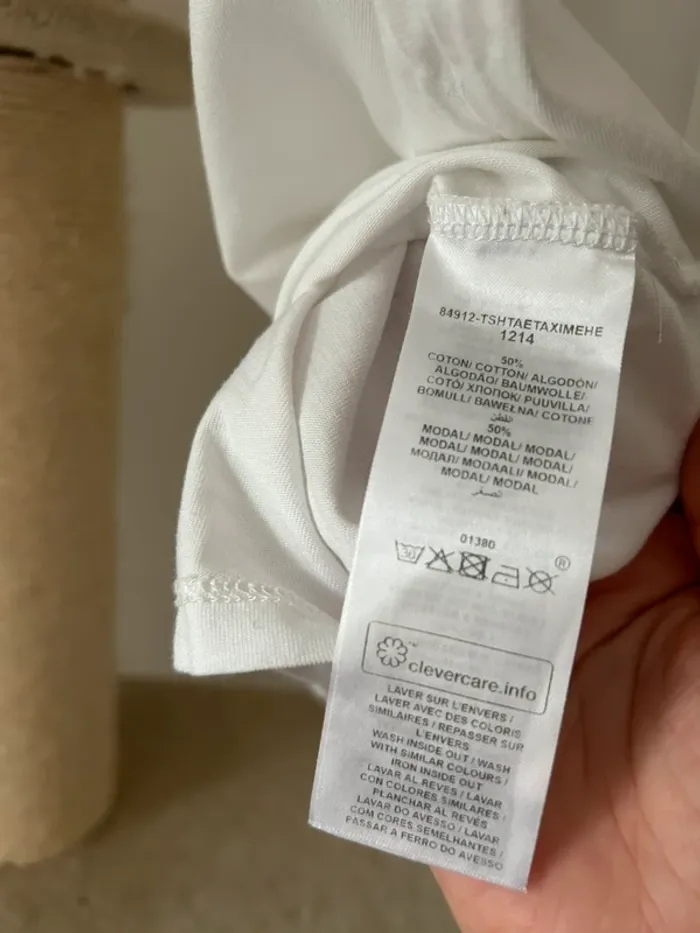 84912-TSHTAETAXIMEHE
1214
50%
COTON/ COTTON/ ALGODÓN/
ALGODÃO/ BAUMWOLLE/
COTÓ/ ХЛОПОК/ PUUVILLA/
BOMULL/ BAWEŁNA/ COTONE
القطن
50%
MODAL/ MODAL/ MODAL/
MODAL/ MODAL/ MODAL/
МОДАЛ/ MODAALI/ MODAL/
MODAL/ MODAL
01380
®
clevercare.info
LAVER SUR L'ENVERS /
LAVER AVEC DES COLORIS
SIMILAIRES / REPASSER SUR
L'ENVERS
WASH INSIDE OUT / WASH
WITH SIMILAR COLOURS /
IRON INSIDE OUT
LAVAR AL REVÉS / LAVAR
CON COLORES SIMILARES /
PLANCHAR AL REVÉS
LAVAR DO AVESSO / LAVAR
COM CORES SEMELHANTES /
PASSAR A FERRO DO AVESSO